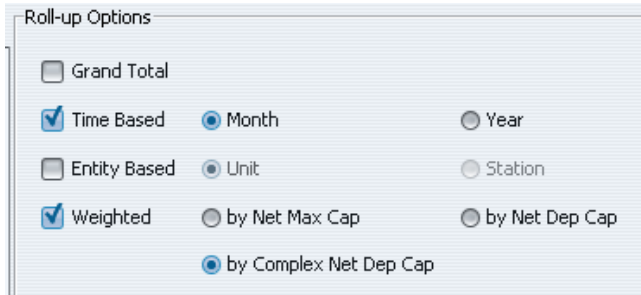 Roll-up Options
Grand Total
Time Based Month Year
Entity Based Unit Station
Weighted by Net Max Cap by Net Dep Cap
by Complex Net Dep Cap